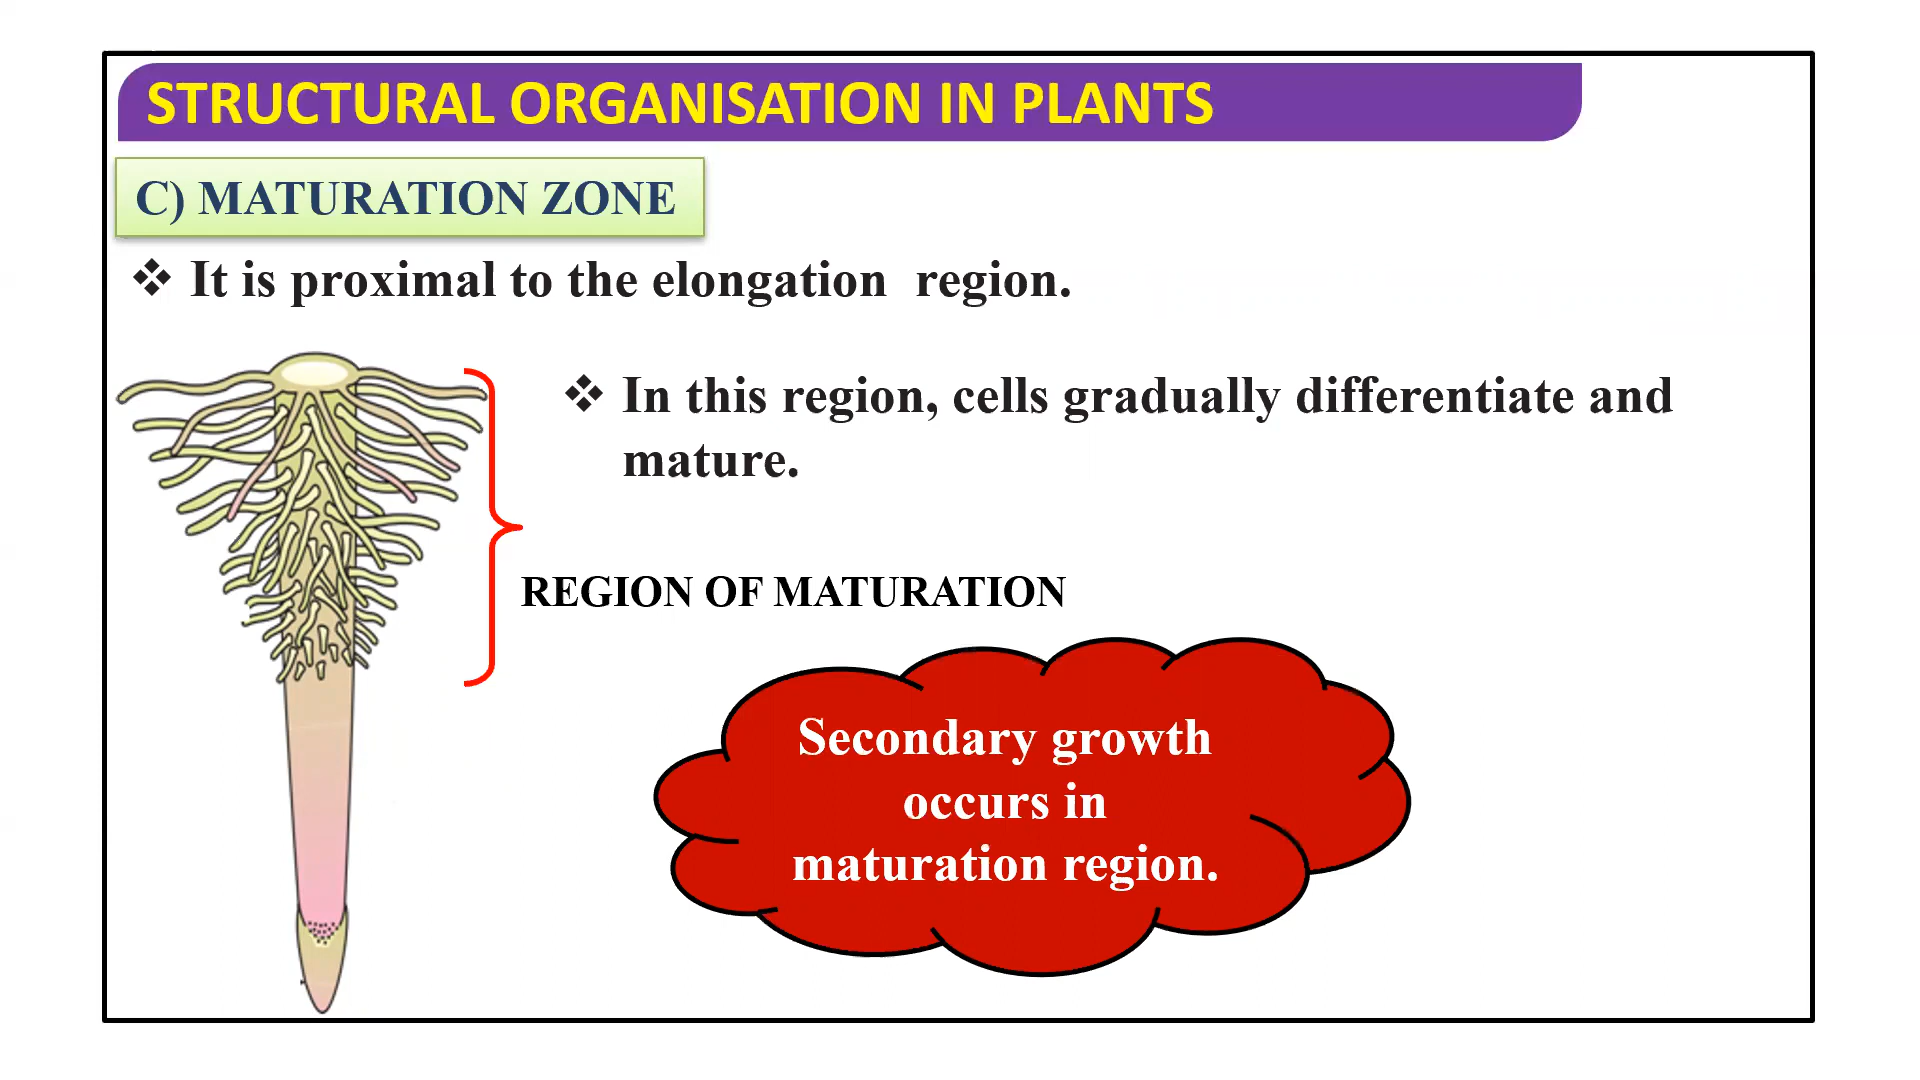 STRUCTURAL ORGANISATION IN PLANTS
C) MATURATION ZONE
❖ It is proximal to the elongation region.
❖ In this region, cells gradually differentiate and
mature.
REGION OF MATURATION
Secondary growth
occurs in
maturation region.